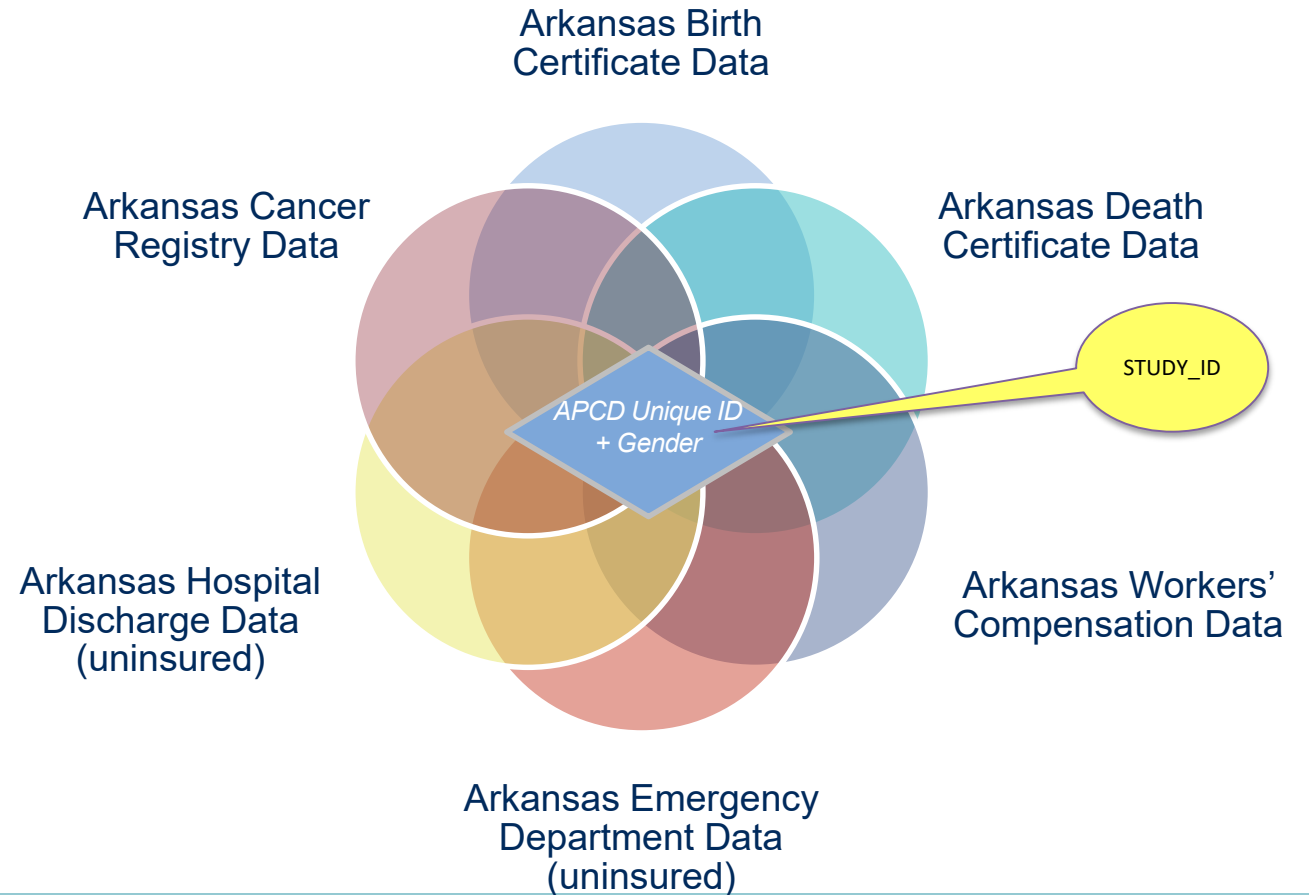 Arkansas Birth
Certificate Data
Arkansas Cancer
Registry Data
Arkansas Death
Certificate Data
STUDY_ID
APCD Unique ID
+ Gender
Arkansas Hospital
Discharge Data
(uninsured)
Arkansas Workers’
Compensation Data
Arkansas Emergency
Department Data
(uninsured)